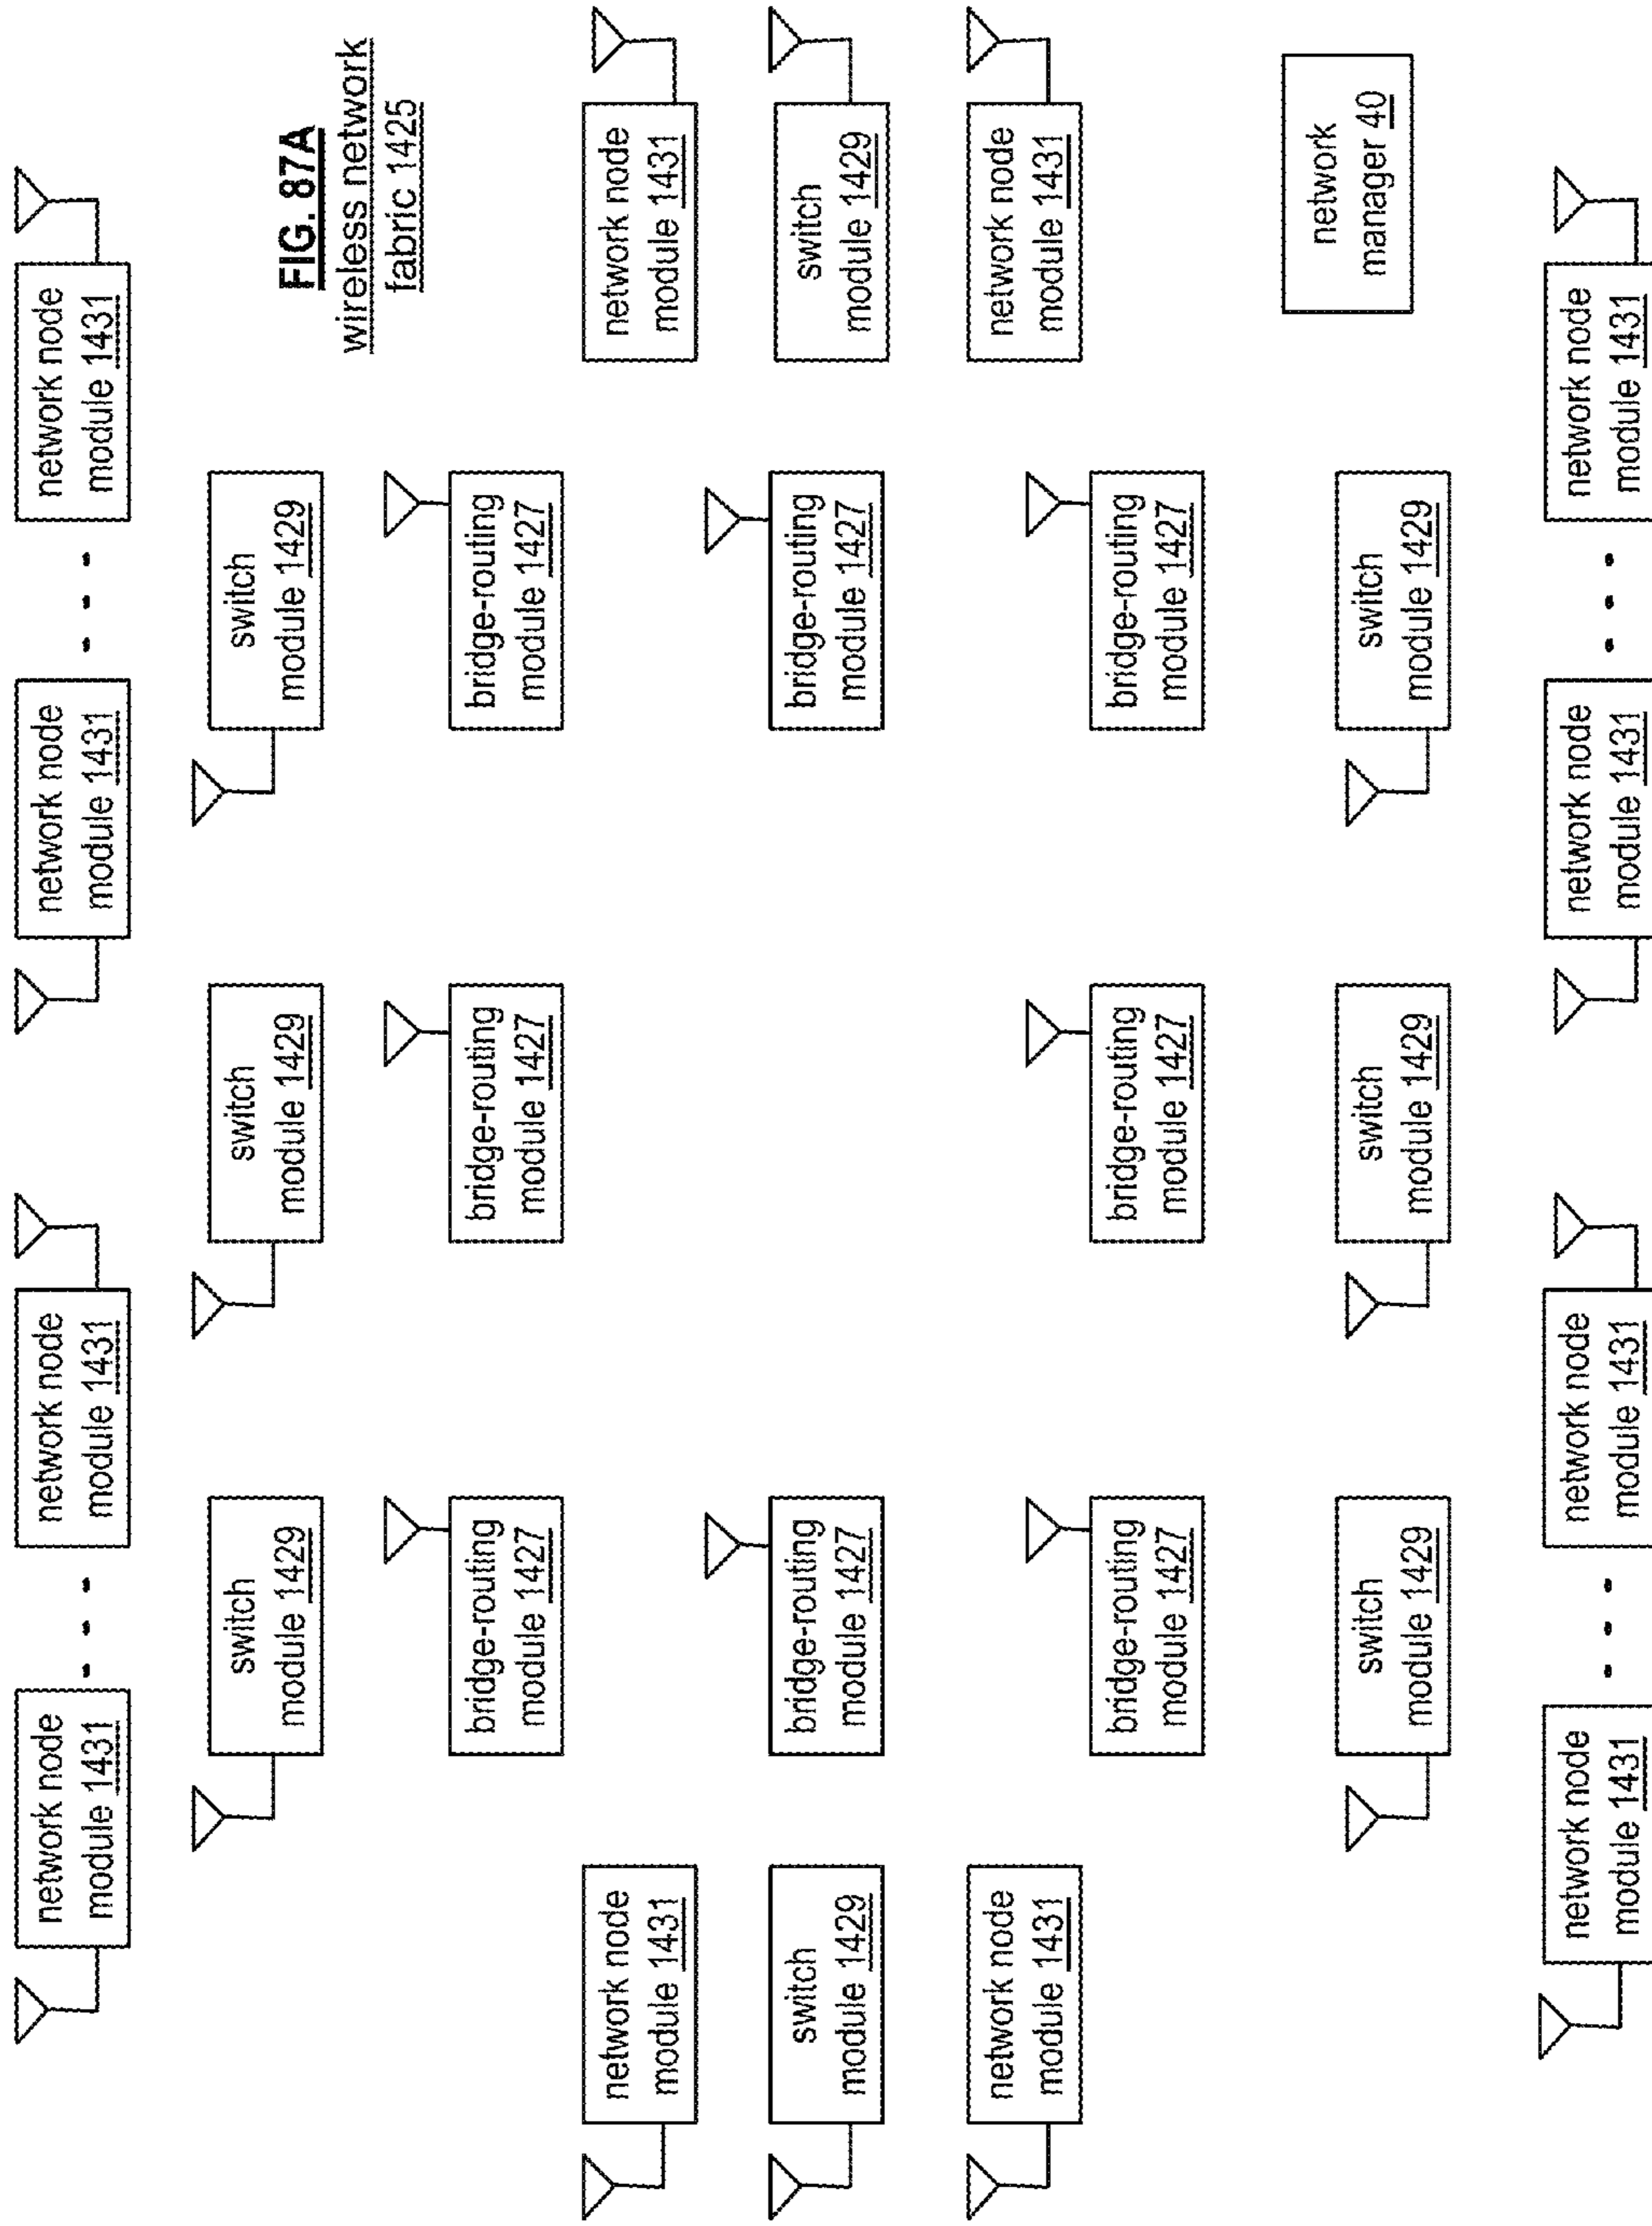 network node
module 1431
network node
module 1431
network node
module 1431
network node
module 1431
switch
module 1429
switch
module 1429
switch
module 1429
FIG. 87A
wireless network
fabric 1425
bridge-routing
module 1427
bridge-routing
module 1427
bridge-routing
module 1427
network node
module 1431
network node
module 1431
switch
module 1429
bridge-routing
module 1427
bridge-routing
module 1427
switch
module 1429
network node
module 1431
network node
module 1431
bridge-routing
module 1427
bridge-routing
module 1427
bridge-routing
module 1427
switch
module 1429
switch
module 1429
switch
module 1429
network
manager 40
network node
module 1431
network node
module 1431
network node
module 1431
network node
module 1431